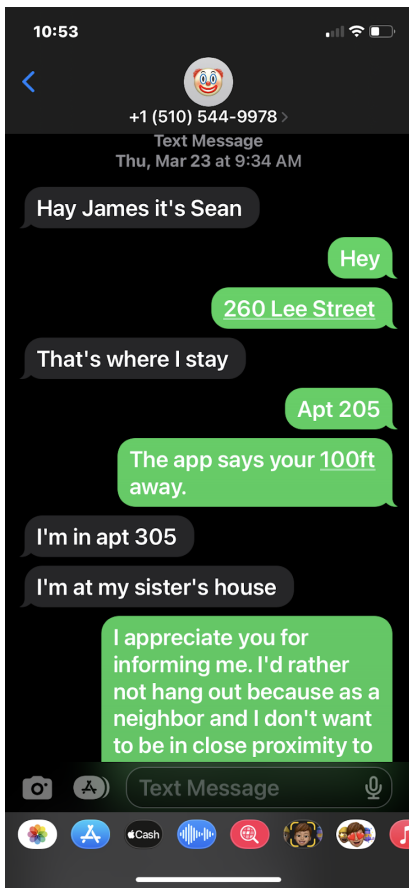 10:53
+1 (510) 544-9978
Text Message
Thu, Mar 23 at 9:34 AM
Hay James it's Sean
Hey
260 Lee Street
That's where I stay
Apt 205
The app says your 100ft
away.
I'm in apt 305
I'm at my sister's house
I appreciate you for
informing me. I'd rather
not hang out because as a
neighbor and I don't want
to be in close proximity to
Text Message
Cash